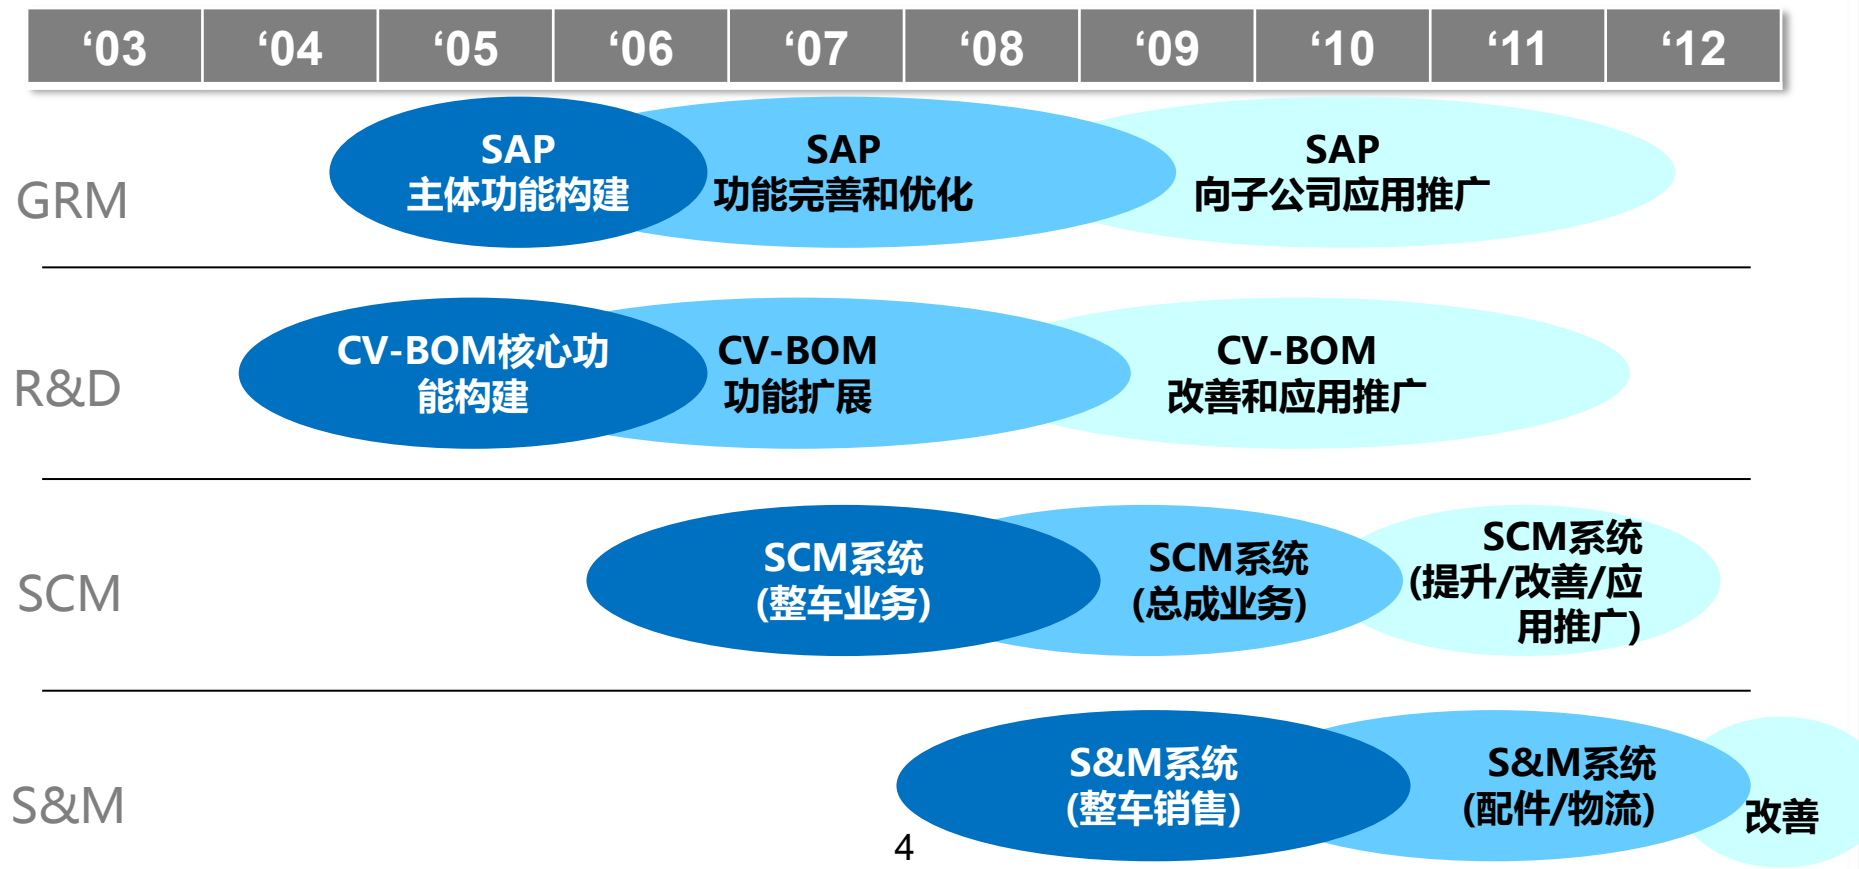 ‘03 ‘04 ‘05 ‘06 ‘07 ‘08 ‘09 ‘10 ‘11 ‘12
GRM
SAP
主体功能构建
SAP
功能完善和优化
SAP
向子公司应用推广
R&D
CV-BOM核心功
能构建
CV-BOM
功能扩展
CV-BOM
改善和应用推广
SCM
SCM系统
(整车业务)
SCM系统
(总成业务)
SCM系统
(提升/改善/应
用推广)
S&M
S&M系统
(整车销售)
S&M系统
(配件/物流)
改善
4